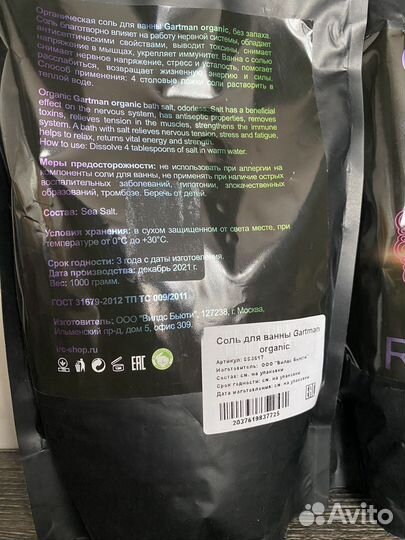 Органическая соль для ванны Gartman organic, без запаха.
Соль благотворно влияет на работу нервной системы, обладает
антисептическими свойствами, выводит токсины, снимает
напряжение в мышцах, укрепляет иммунитет. Ванна с солью
снимает нервное напряжение, стресс и усталость, помогает
расслабиться, возвращает жизненную энергию и силы.
Способ применения: 4 столовые ложки соли растворить в
теплой воде.
Organic Gartman organic bath salt, odorless. Salt has a beneficial
effect on the nervous system, has antiseptic properties, removes
toxins, relieves tension in the muscles, strengthens the immune
system. A bath with salt relieves nervous tension, stress and fatigue,
helps to relax, returns vital energy and strength.
How to use: Dissolve 4 tablespoons of salt in warm water.
Меры предосторожности: не использовать при аллергии на
компоненты соли для ванны, не применять при наличии острых
воспалительных заболеваний, гипотонии, злокачественных
образований, тромбозе. Беречь от детей.
Состав: Sea Salt.
Условия хранения: в сухом защищенном от света месте, при
температуре от 0°C до +30°C.
Срок годности: 3 года с даты изготовления.
Дата производства: декабрь 2021 г.
Вес: 1000 грамм.
ГОСТ 31679-2012 ТП ТС 009/2011
Изготовитель: ООО "Вилдс Бьюти", 127238, г. Москва,
Ильменский пр-д, дом 5, офис 309.
irc-shop.ru
EAC
Соль для ванны Gartman
organic
Изготовитель: ООО "Вилдс Бьюти"
Состав: см. на упаковке
Срок годности: см. на упаковке
Дата изготовления: см. на упаковке
2037619837725
R
Avito